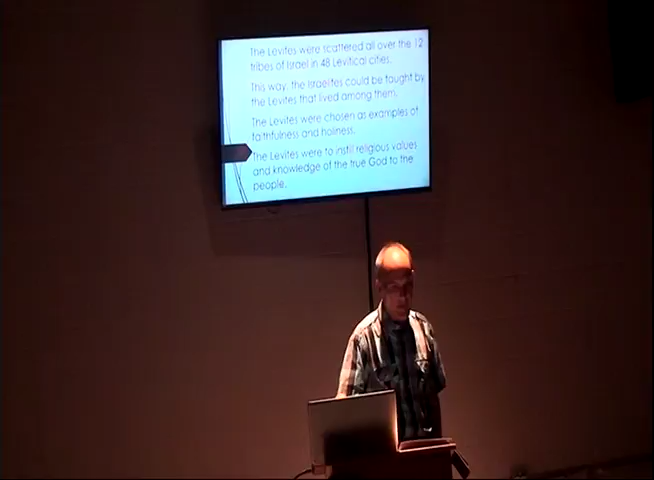 The Levites were scattered all over the 12
tribes of Israel in 48 Levitical cities.
This way, the Israelites could be taught by
the Levites that lived among them.
The Levites were chosen as examples of
faithfulness and holiness.
The Levites were to instill religious values
and knowledge of the true God to the
people.